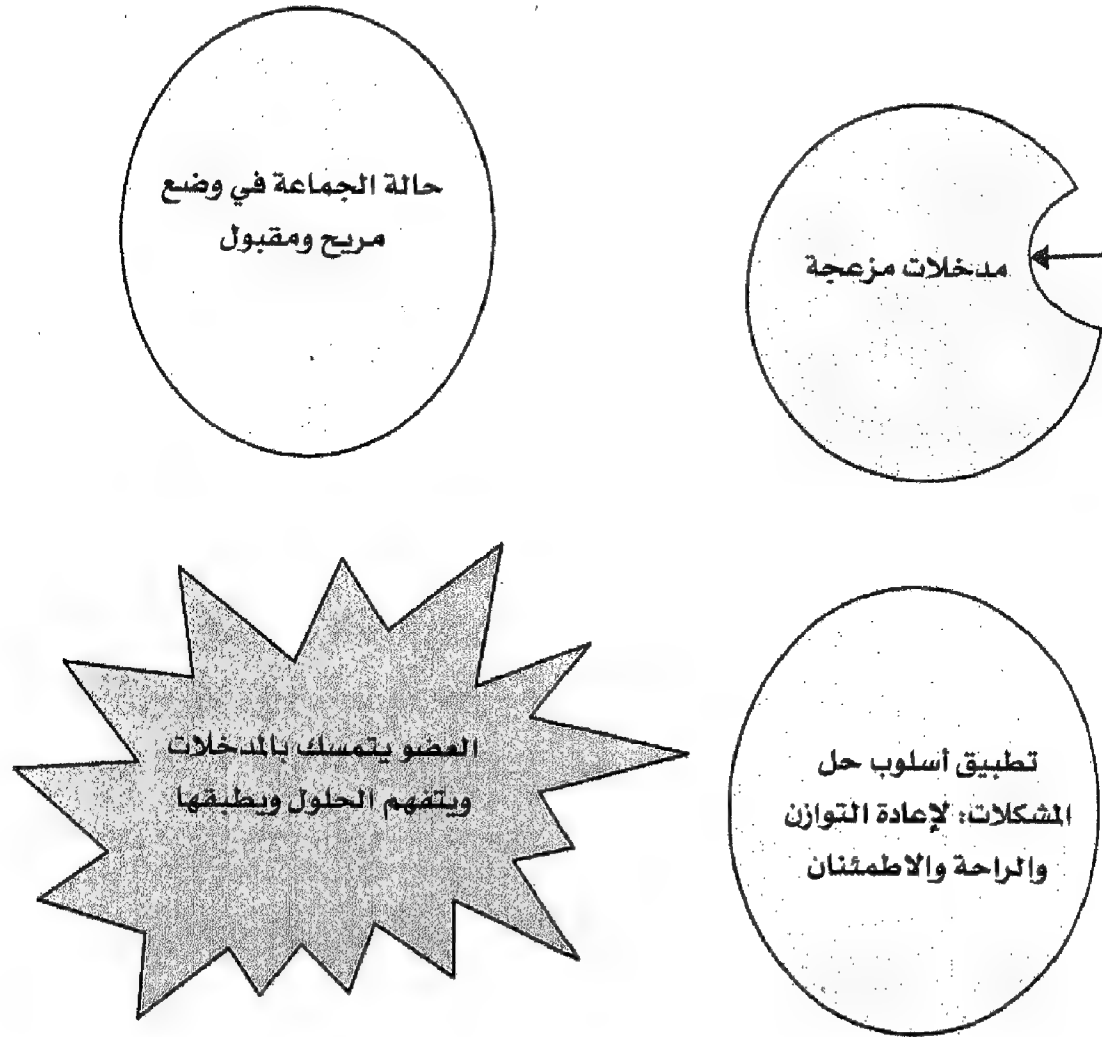 حالة الجماعة في وضع
مريح ومقبول
مدخلات مزعجة
العضو يتمسك بالمدخلات
ويتفهم الحلول ويطبقها
تطبيق أسلوب حل
المشكلات: لإعادة التوازن
والراحة والاطمئنان